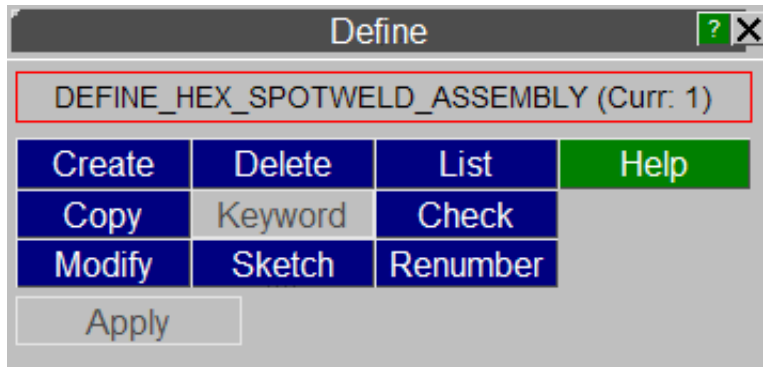 Define ? X
DEFINE_HEX_SPOTWELD_ASSEMBLY (Curr: 1)
Create Delete List Help
Copy Keyword Check
Modify Sketch Renumber
Apply